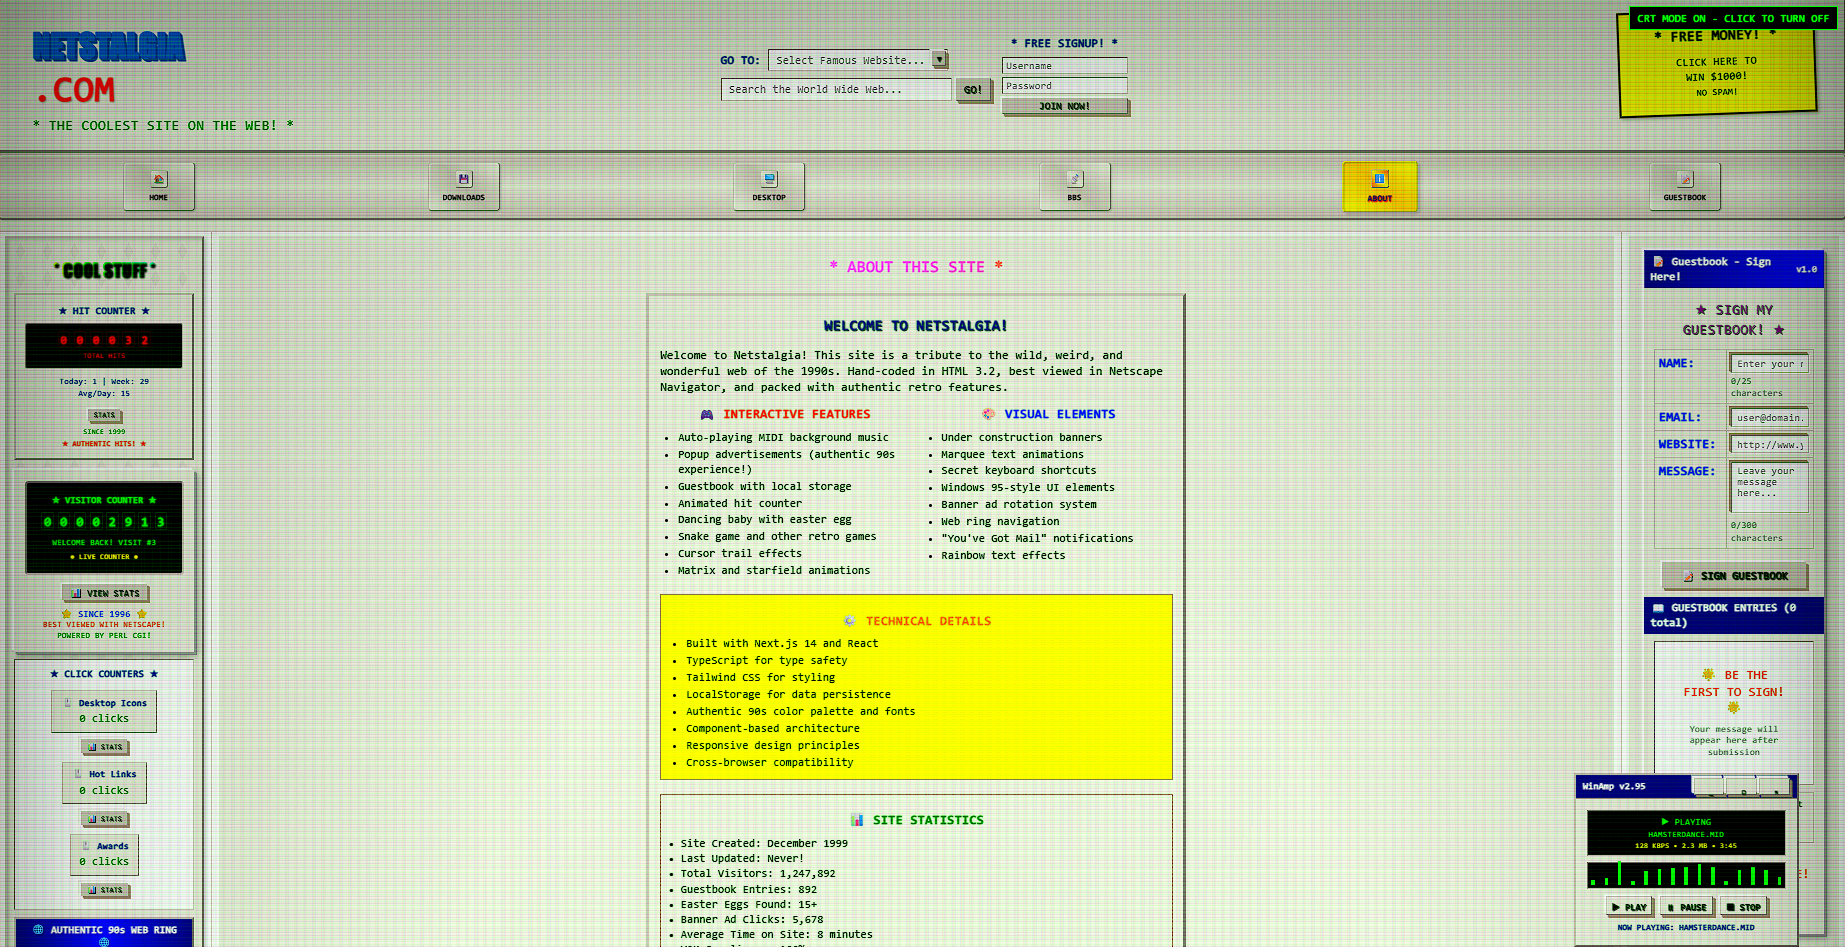 NETSTALGIA
.COM
* THE COOLEST SITE ON THE WEB! *
GO TO:
Select Famous Website...
Search the World Wide Web...
GO!
* FREE SIGNUP! *
Username
Password
JOIN NOW!
CRT MODE ON - CLICK TO TURN OFF
* FREE MONEY! *
CLICK HERE TO
WIN $1000!
NO SPAM!
HOME
DOWNLOADS
DESKTOP
BBS
ABOUT
GUESTBOOK
*COOL STUFF*
★ HIT COUNTER ★
0 0 0 0 3 2
TOTAL HITS
Today: 1 | Week: 29
Avg/Day: 15
STATS
SINCE 1999
★ AUTHENTIC HITS! ★
★ VISITOR COUNTER ★
0 0 0 0 2 9 1 3
WELCOME BACK! VISIT #3
● LIVE COUNTER ●
VIEW STATS
SINCE 1996
BEST VIEWED WITH NETSCAPE!
POWERED BY PERL CGI!
★ CLICK COUNTERS ★
Desktop Icons
0 clicks
STATS
Hot Links
0 clicks
STATS
Awards
0 clicks
STATS
AUTHENTIC 90s WEB RING
* ABOUT THIS SITE *
WELCOME TO NETSTALGIA!
Welcome to Netstalgia! This site is a tribute to the wild, weird, and
wonderful web of the 1990s. Hand-coded in HTML 3.2, best viewed in Netscape
Navigator, and packed with authentic retro features.
INTERACTIVE FEATURES
• Auto-playing MIDI background music
• Popup advertisements (authentic 90s
experience!)
• Guestbook with local storage
• Animated hit counter
• Dancing baby with easter egg
• Snake game and other retro games
• Cursor trail effects
• Matrix and starfield animations
VISUAL ELEMENTS
• Under construction banners
• Marquee text animations
• Secret keyboard shortcuts
• Windows 95-style UI elements
• Banner ad rotation system
• Web ring navigation
• "You've Got Mail" notifications
• Rainbow text effects
TECHNICAL DETAILS
• Built with Next.js 14 and React
• TypeScript for type safety
• Tailwind CSS for styling
• LocalStorage for data persistence
• Authentic 90s color palette and fonts
• Component-based architecture
• Responsive design principles
• Cross-browser compatibility
SITE STATISTICS
• Site Created: December 1999
• Last Updated: Never!
• Total Visitors: 1,247,892
• Guestbook Entries: 892
• Easter Eggs Found: 15+
• Banner Ad Clicks: 5,678
• Average Time on Site: 8 minutes
Guestbook - Sign
Here!
v1.0
★ SIGN MY
GUESTBOOK! ★
NAME:
Enter your
0/25
characters
EMAIL:
user@domain.
WEBSITE:
http://www.
MESSAGE:
Leave your
message
here...
0/300
characters
SIGN GUESTBOOK
GUESTBOOK ENTRIES (0
total)
BE THE
FIRST TO SIGN!
Your message will
appear here after
submission
WinAmp v2.95
▶ PLAYING
HAMSTERDANCE.MID
128 KBPS • 2.3 MB • 3:45
▶ PLAY
⏸ PAUSE
⏹ STOP
NOW PLAYING: HAMSTERDANCE.MID